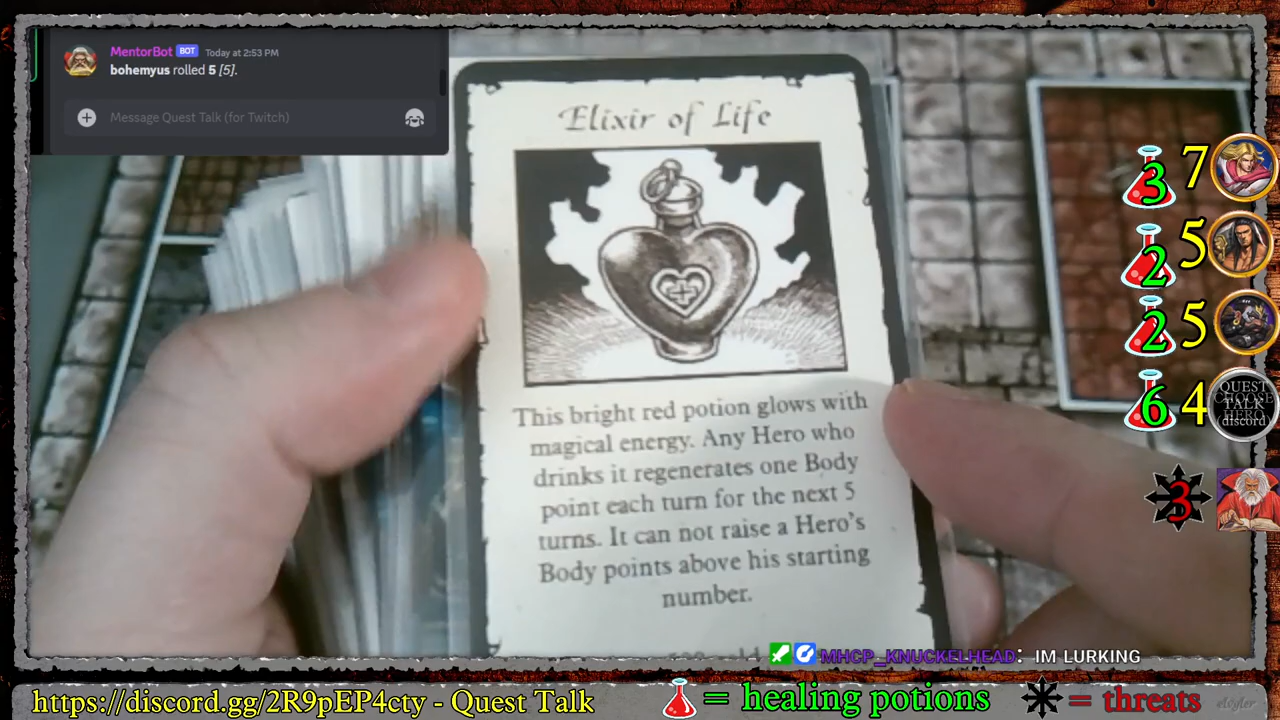 MentorBot BOT Today at 2:53 PM
bohemyus rolled 5 [5].
Message Quest Talk (for Twitch)
Elixir of Life
This bright red potion glows with
magical energy. Any Hero who
drinks it regenerates one Body
point each turn for the next 5
turns. It can not raise a Hero's
Body points above his starting
number.
3 7
2 5
2 5
6 4
QUEST
CHOOSE
TALK
HERO
(discord)
3
MHCP_KNUCKELHEAD: IM LURKING
https://discord.gg/2R9pEP4cty - Quest Talk
= healing potions
= threats